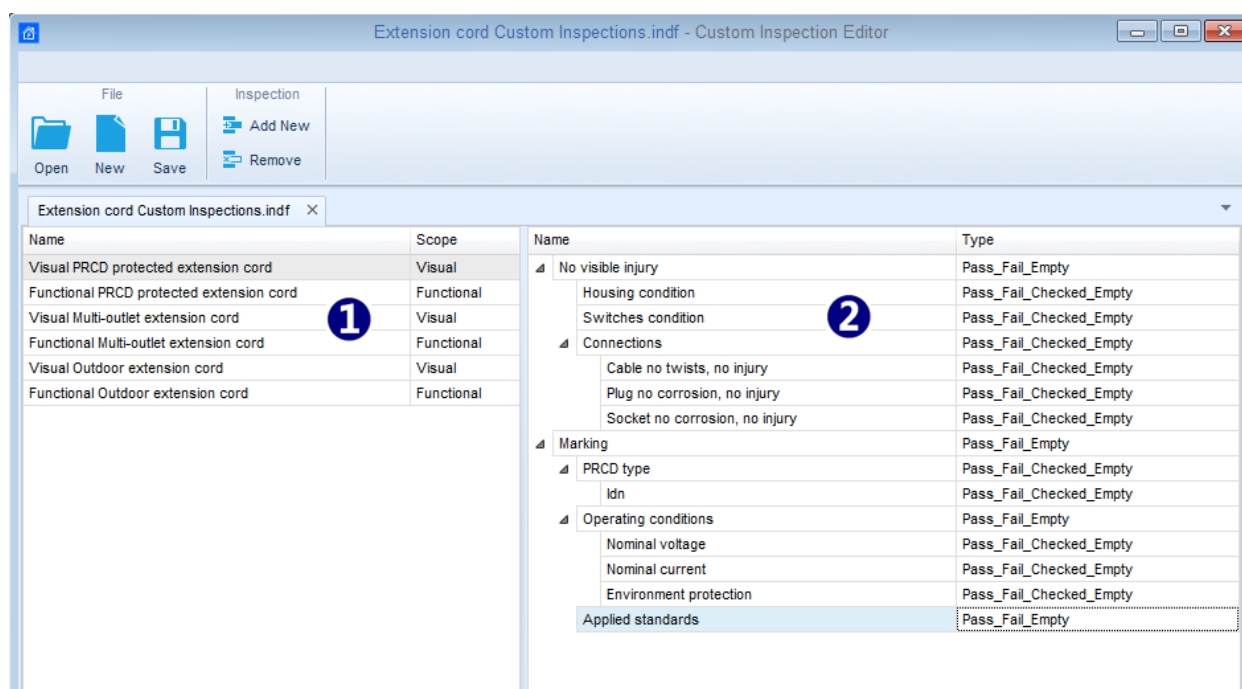 Extension cord Custom Inspections.indf - Custom Inspection Editor
File
Inspection
Open
New
Save
Add New
Remove
Extension cord Custom Inspections.indf
Name Scope
Visual PRCD protected extension cord Visual
Functional PRCD protected extension cord Functional
Visual Multi-outlet extension cord Visual
Functional Multi-outlet extension cord Functional
Visual Outdoor extension cord Visual
Functional Outdoor extension cord Functional
1
Name Type
No visible injury Pass_Fail_Empty
Housing condition Pass_Fail_Checked_Empty
Switches condition Pass_Fail_Checked_Empty
Connections Pass_Fail_Checked_Empty
Cable no twists, no injury Pass_Fail_Checked_Empty
Plug no corrosion, no injury Pass_Fail_Checked_Empty
Socket no corrosion, no injury Pass_Fail_Checked_Empty
Marking Pass_Fail_Empty
PRCD type Pass_Fail_Checked_Empty
Idn Pass_Fail_Checked_Empty
Operating conditions Pass_Fail_Empty
Nominal voltage Pass_Fail_Checked_Empty
Nominal current Pass_Fail_Checked_Empty
Environment protection Pass_Fail_Checked_Empty
Applied standards Pass_Fail_Empty
2